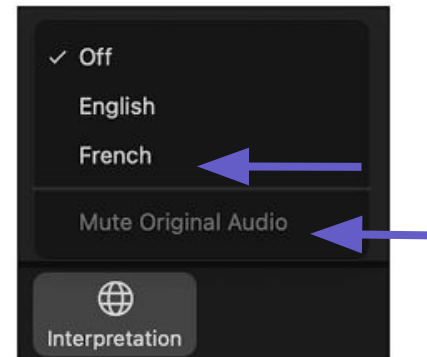 Off
English
French
Mute Original Audio
Interpretation